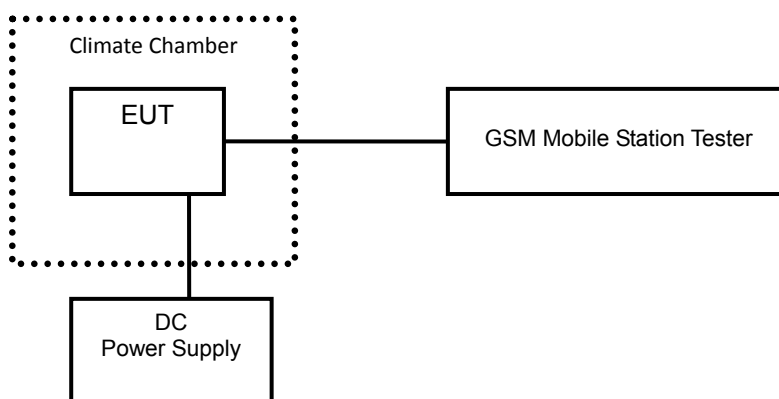 Climate Chamber
EUT
GSM Mobile Station Tester
DC
Power Supply